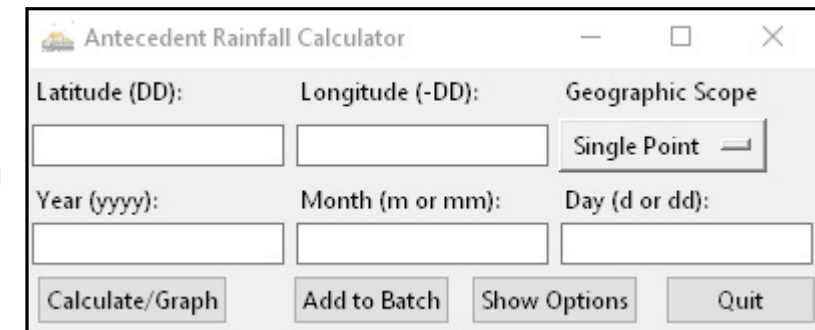 Antecedent Rainfall Calculator
Latitude (DD): Longitude (-DD): Geographic Scope
Single Point
Year (yyyy): Month (m or mm): Day (d or dd):
Calculate/Graph Add to Batch Show Options Quit